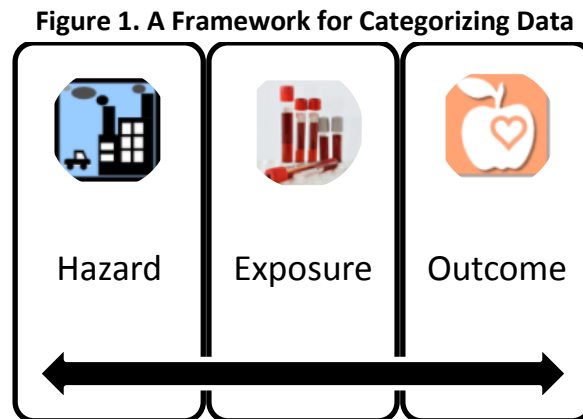 Figure 1. A Framework for Categorizing Data
Hazard
Exposure
Outcome